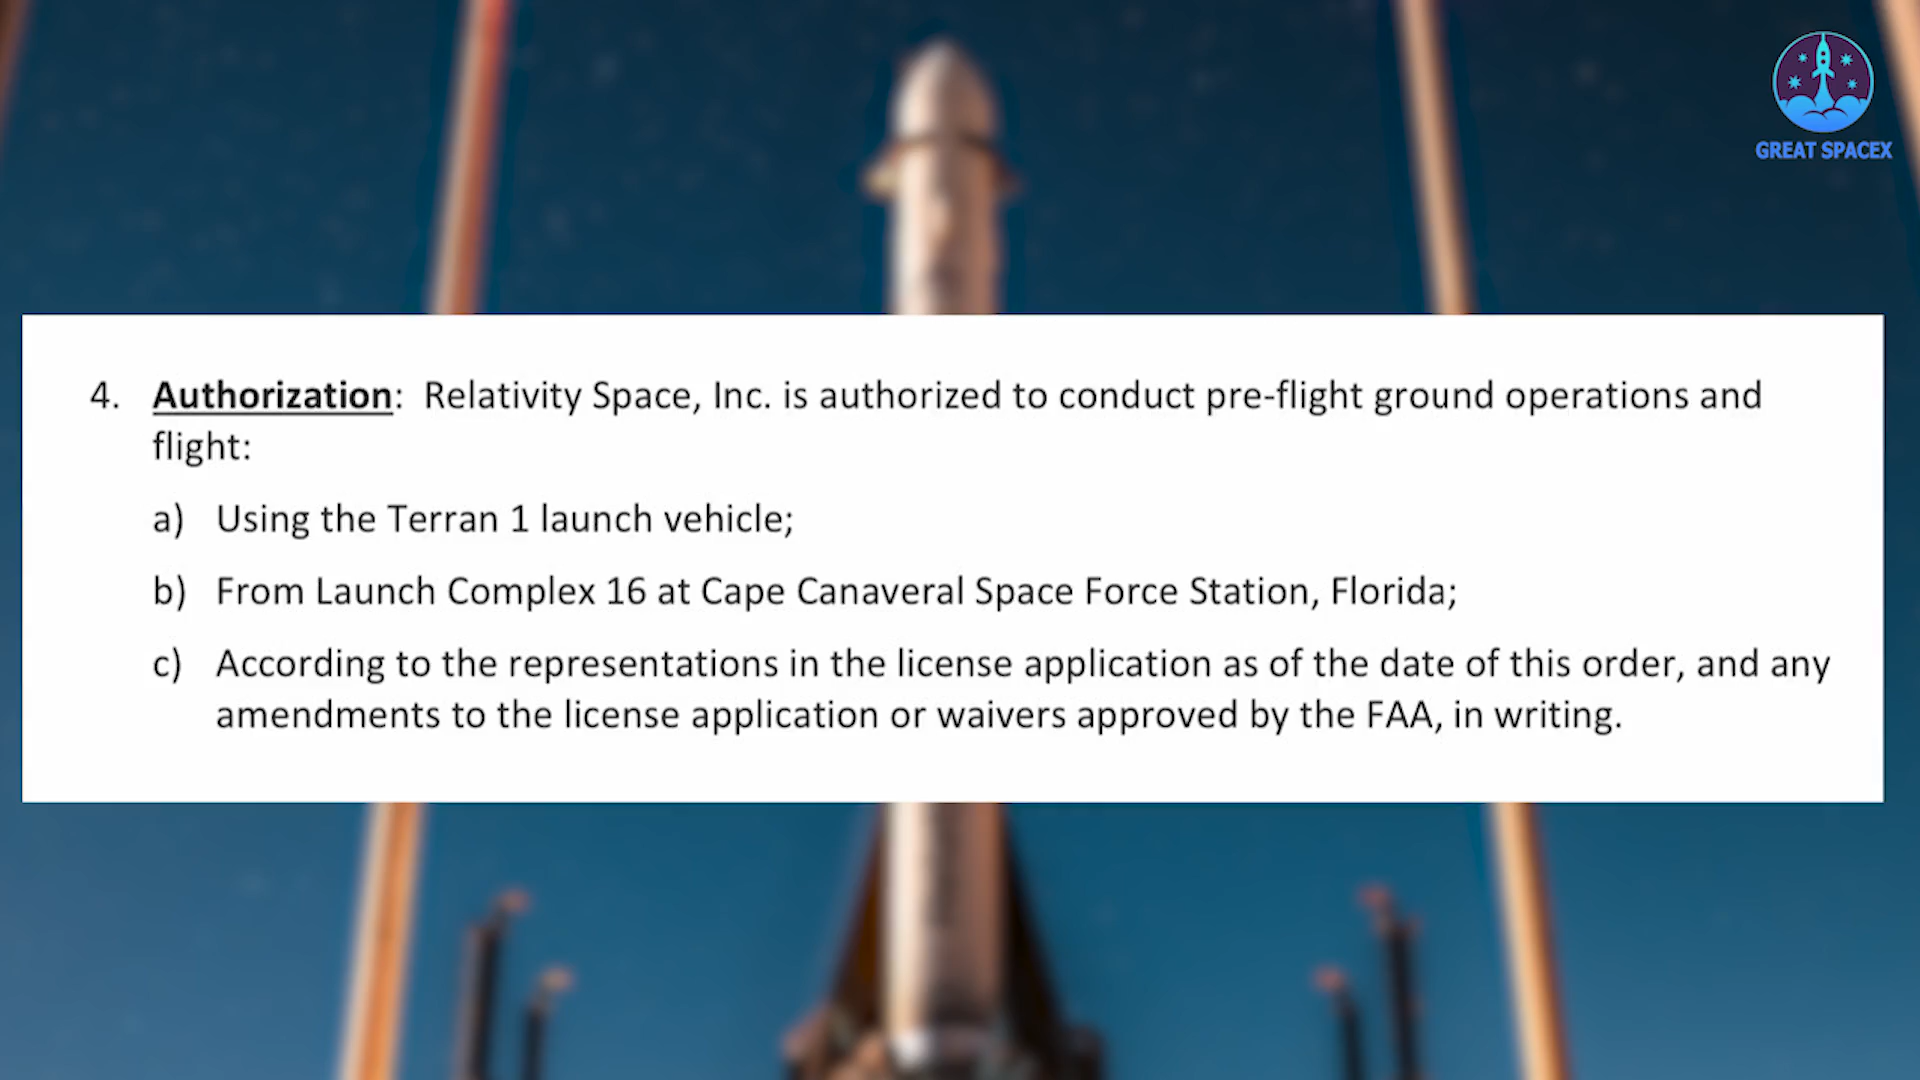 GREAT SPACEX
4. Authorization: Relativity Space, Inc. is authorized to conduct pre-flight ground operations and
flight:
a) Using the Terran 1 launch vehicle;
b) From Launch Complex 16 at Cape Canaveral Space Force Station, Florida;
c) According to the representations in the license application as of the date of this order, and any
amendments to the license application or waivers approved by the FAA, in writing.